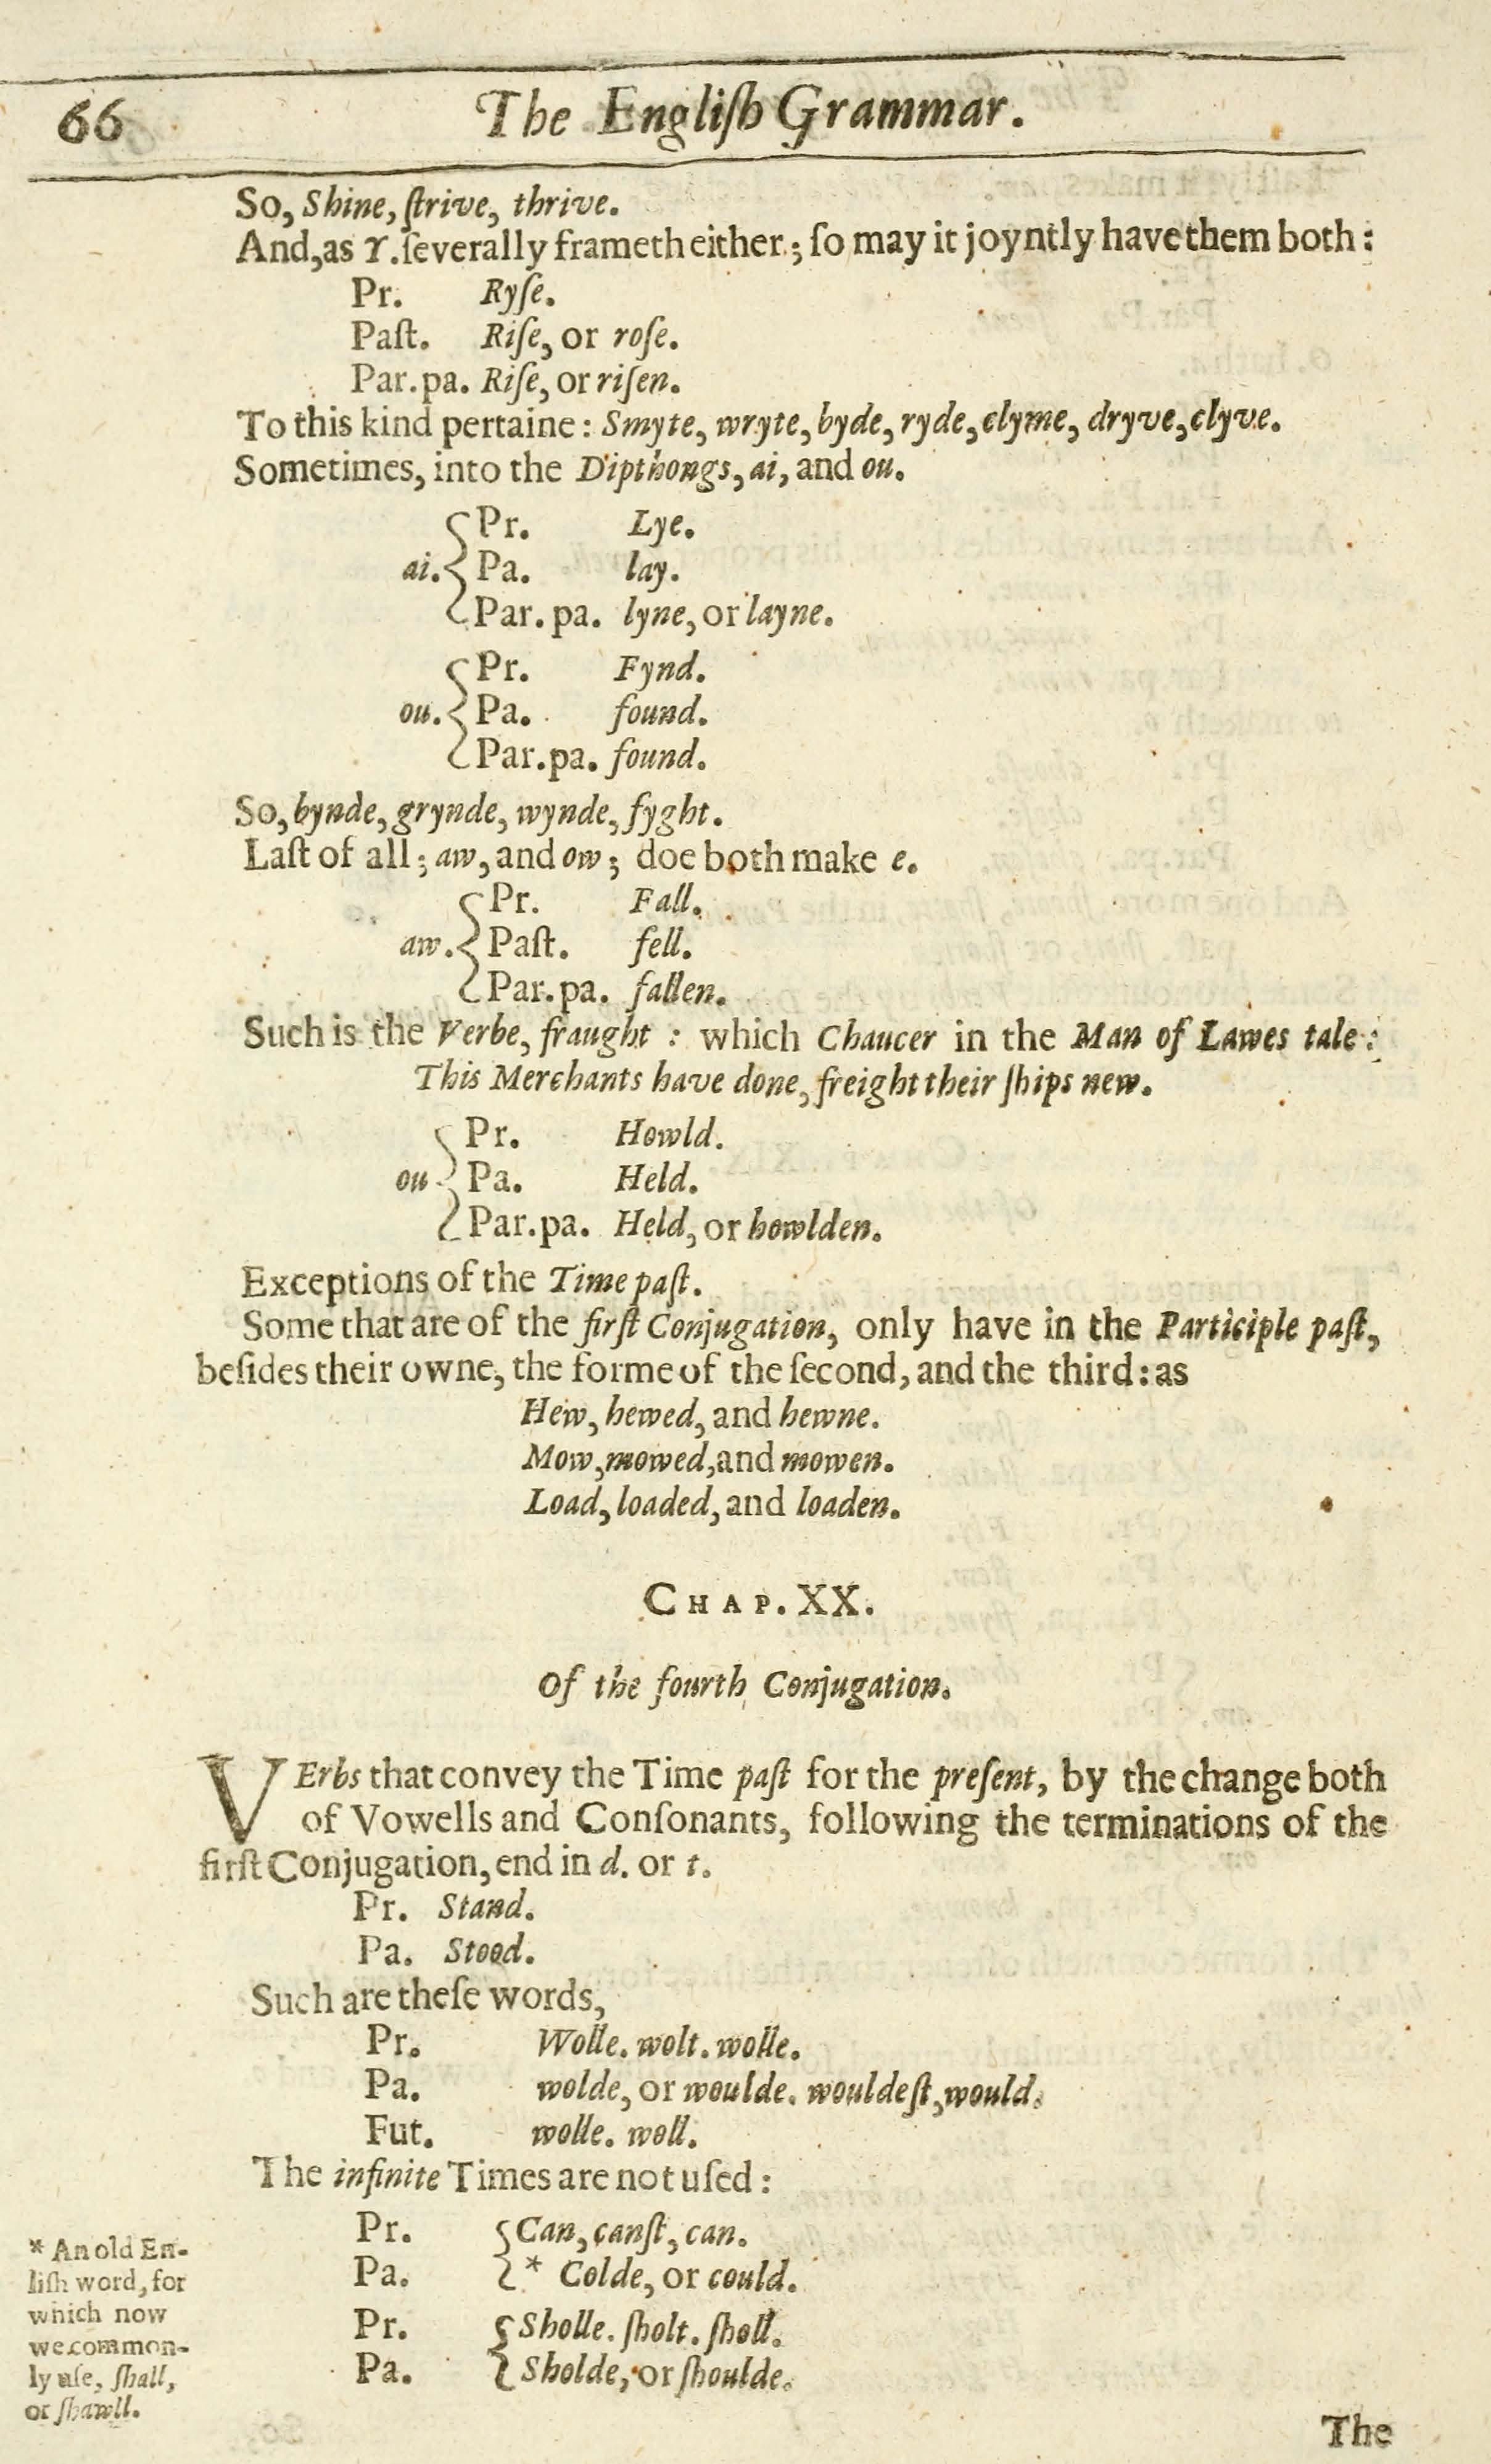 66
The Engliſh Grammar.
So, Shine, ſtrive, thrive.
And, as Y. ſeverally frameth either; ſo may it joyntly have them both:
Pr. Ryſe.
Paſt. Riſe, or roſe.
Par. pa. Riſe, or riſen.
To this kind pertaine: Smyte, wryte, byde, ryde, clyme, dryve, clyve.
Sometimes, into the Dipthongs, ai, and ou.
Pr. Lye.
ai. Pa. lay.
Par. pa. lyne, or layne.
Pr. Fynd.
ou. Pa. found.
Par. pa. found.
So, bynde, grynde, wynde, fyght.
Laſt of all; aw, and ow; doe both make e.
Pr. Fall.
aw. Paſt. fell.
Par. pa. fallen.
Such is the Verbe, fraught: which Chaucer in the Man of Lawes tale:
This Merchants have done, freight their ſhips new.
Pr. Howld.
ou Pa. Held.
Par. pa. Held, or howlden.
Exceptions of the Time paſt.
Some that are of the firſt Conjugation, only have in the Participle paſt,
beſides their owne, the forme of the ſecond, and the third: as
Hew, hewed, and hewne.
Mow, mowed, and mowen.
Load, loaded, and loaden.
CHAP. XX.
Of the fourth Conjugation.
VErbs that convey the Time paſt for the preſent, by the change both
of Vowells and Conſonants, following the terminations of the
firſt Conjugation, end in d. or t.
Pr. Stand.
Pa. Stood.
Such are theſe words,
Pr. Wolle. wolt. wolle.
Pa. wolde, or woulde. wouldeſt, would.
Fut. wolle. woll.
The infinite Times are not uſed:
Pr. Can, canſt, can.
Pa. * Colde, or could.
Pr. Sholle. ſholt. ſholl.
Pa. Sholde, or ſhoulde.
* An old En-
liſh word, for
which now
we common-
ly uſe, ſhall,
or ſhawll.
The